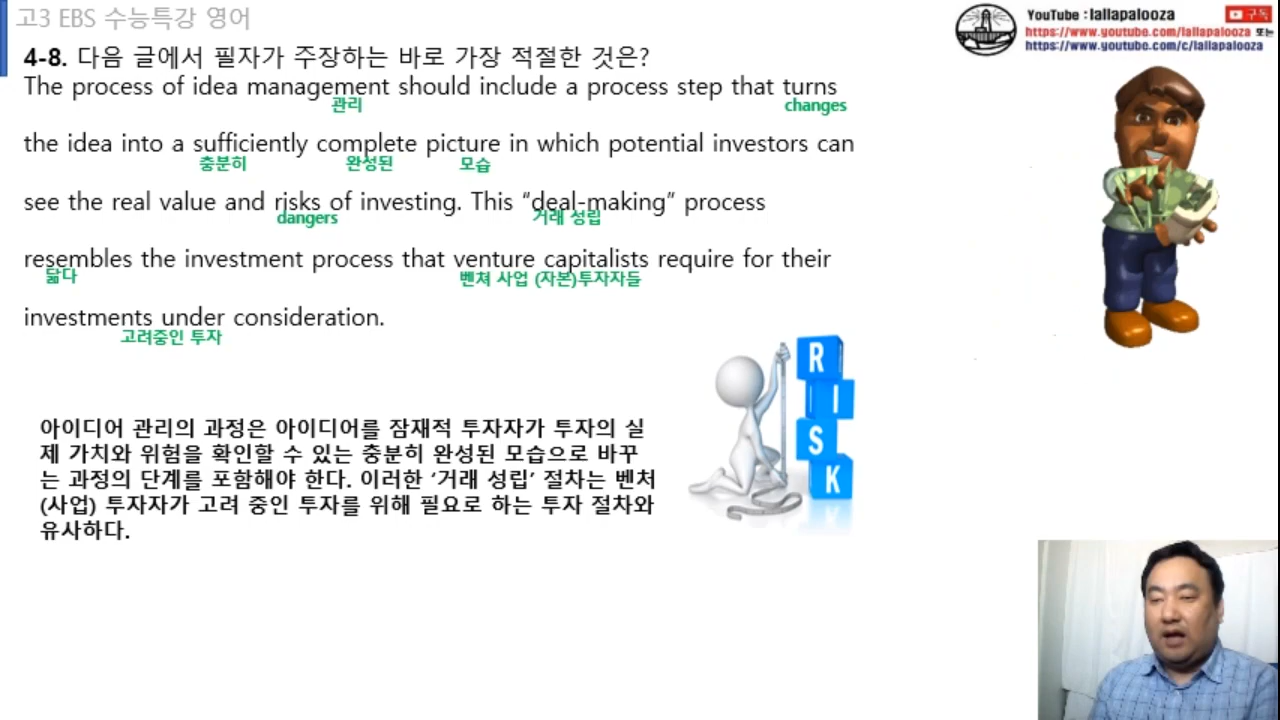 고3 EBS 수능특강 영어
YouTube : lallapalooza
구독
https://www.youtube.com/lallapalooza 또는
https://www.youtube.com/c/lallapalooza
4-8. 다음 글에서 필자가 주장하는 바로 가장 적절한 것은?
The process of idea management should include a process step that turns
관리 changes
the idea into a sufficiently complete picture in which potential investors can
충분히 완성된 모습
see the real value and risks of investing. This “deal-making” process
dangers 거래 성립
resembles the investment process that venture capitalists require for their
닮다 벤쳐 사업 (자본)투자자들
investments under consideration.
고려중인 투자
R
I
S
K
아이디어 관리의 과정은 아이디어를 잠재적 투자자가 투자의 실
제 가치와 위험을 확인할 수 있는 충분히 완성된 모습으로 바꾸
는 과정의 단계를 포함해야 한다. 이러한 ‘거래 성립’ 절차는 벤처
(사업) 투자자가 고려 중인 투자를 위해 필요로 하는 투자 절차와
유사하다.